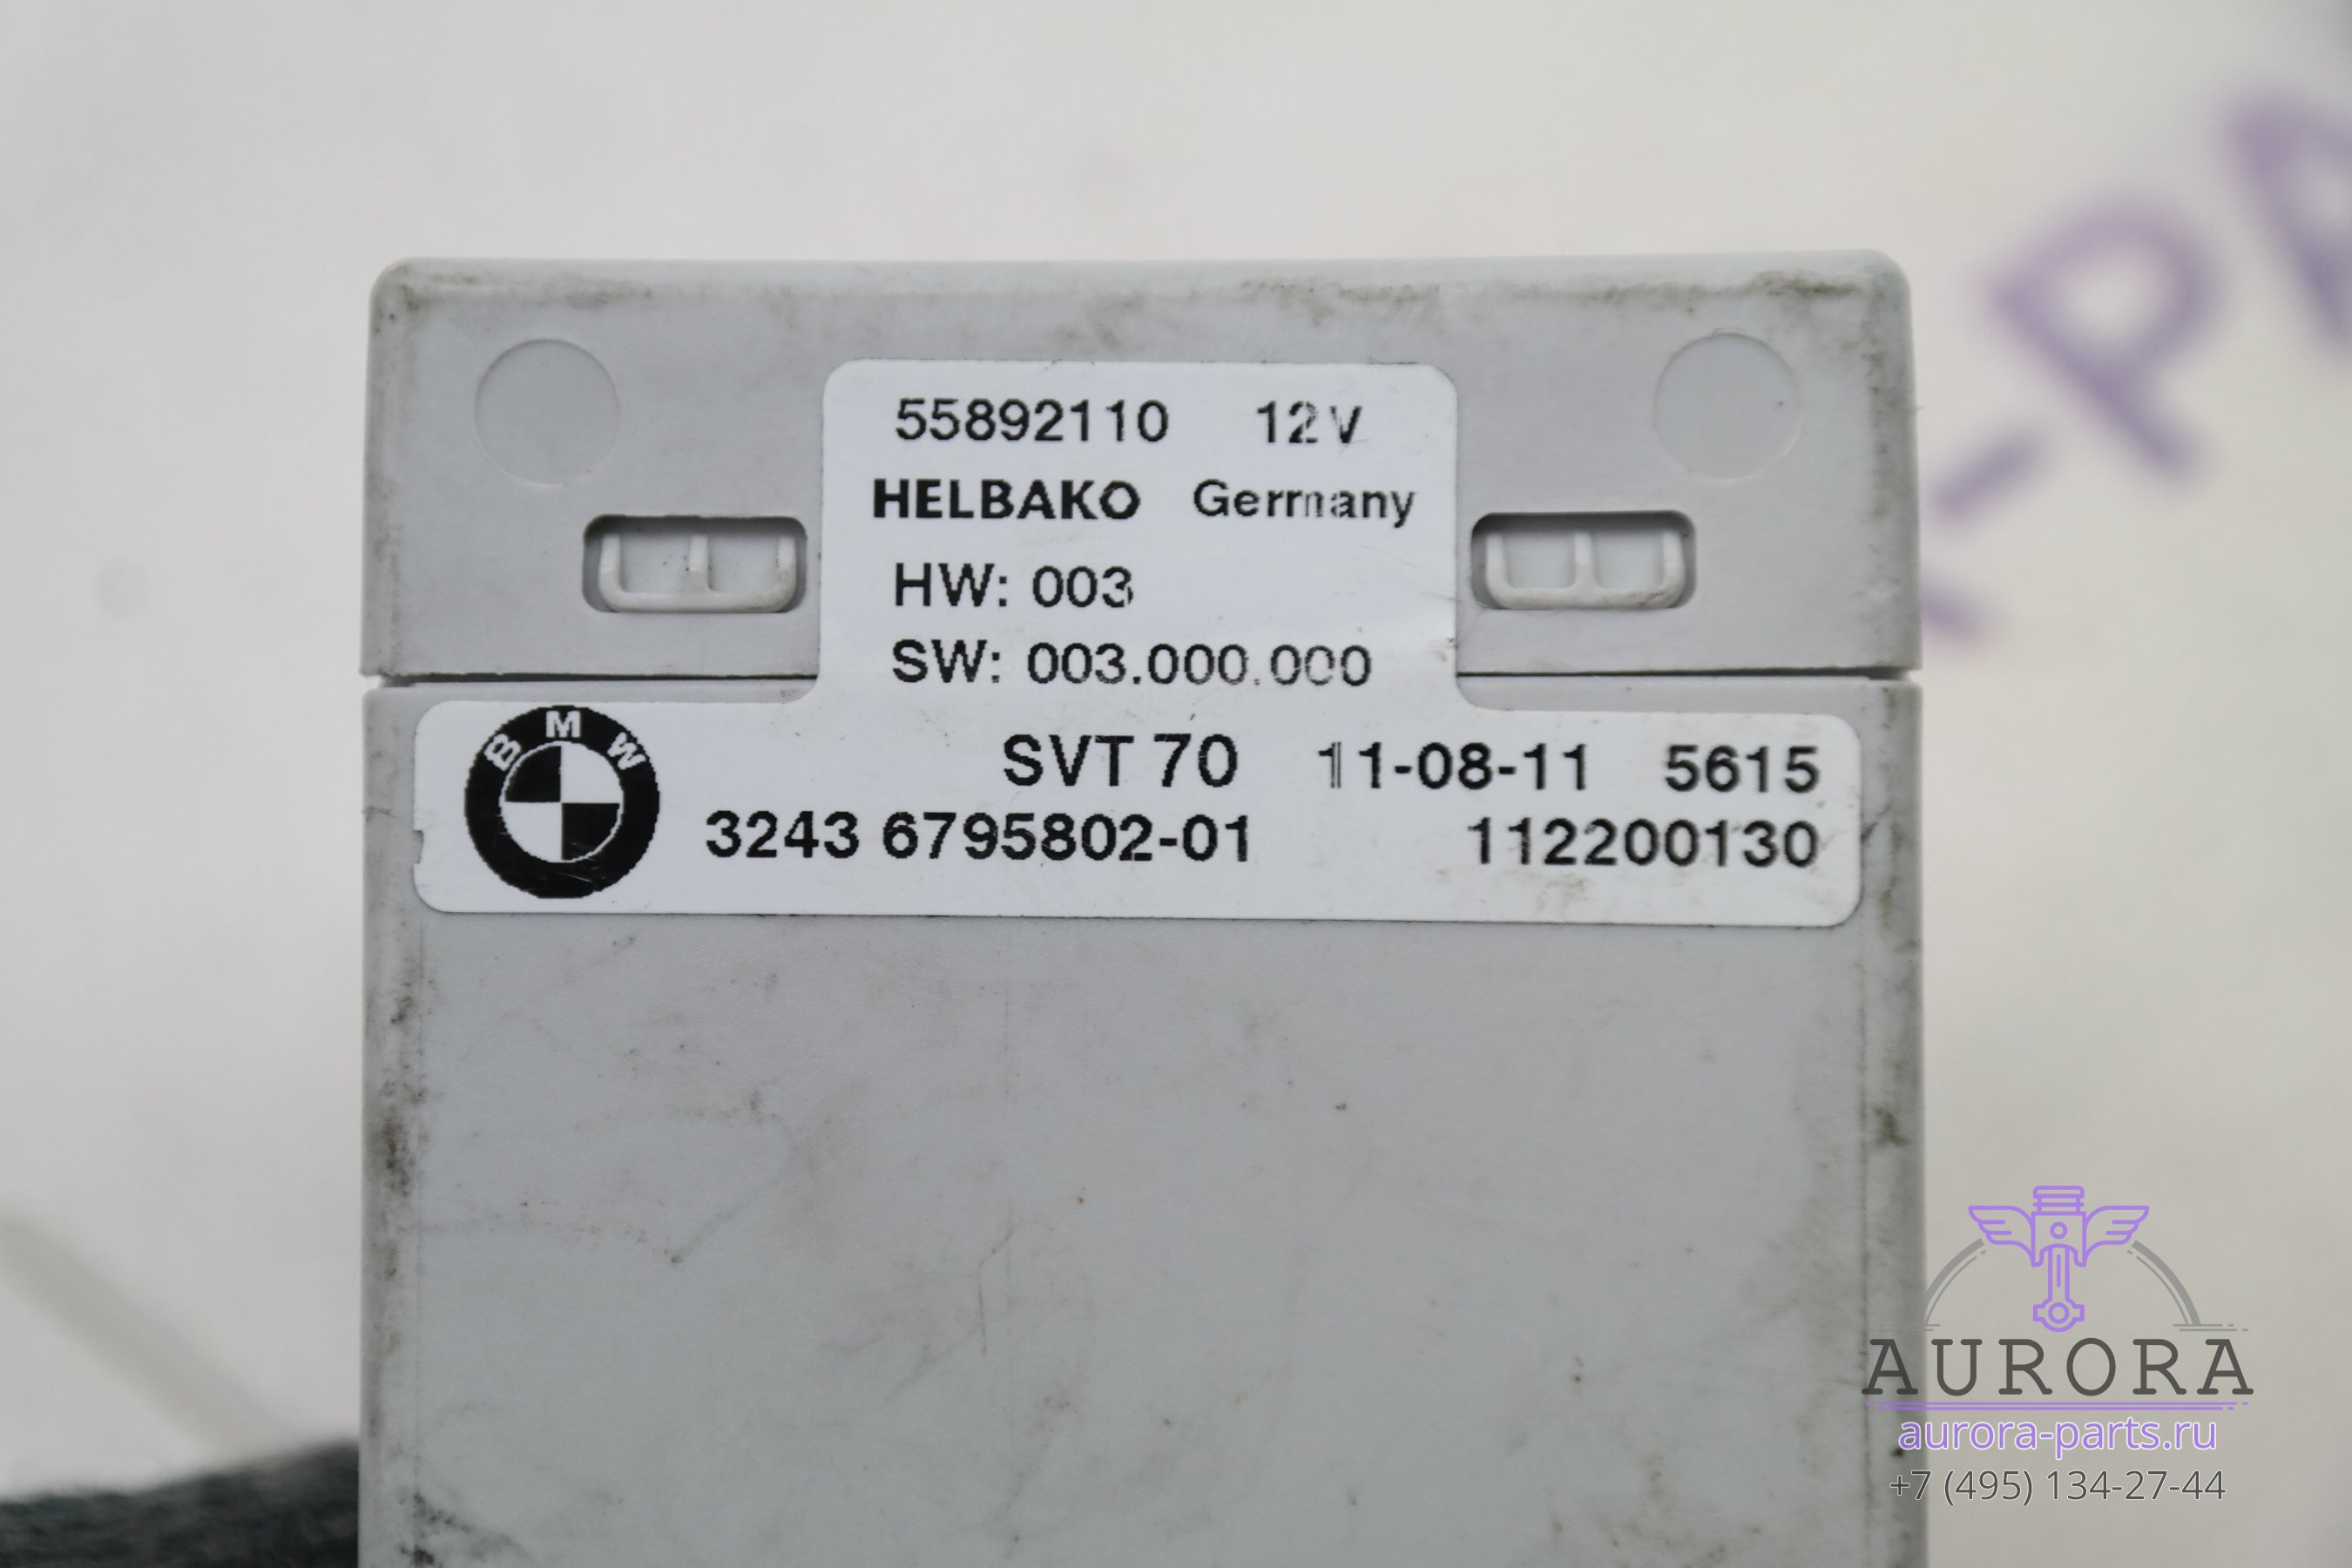 55892110 12V
HELBAKO Germany
HW: 003
SW: 003.000.000
BMW
SVT 70 11-08-11 5615
3243 6795802-01 112200130
-PA
AURORA
aurora-parts.ru
+7 (495) 134-27-44